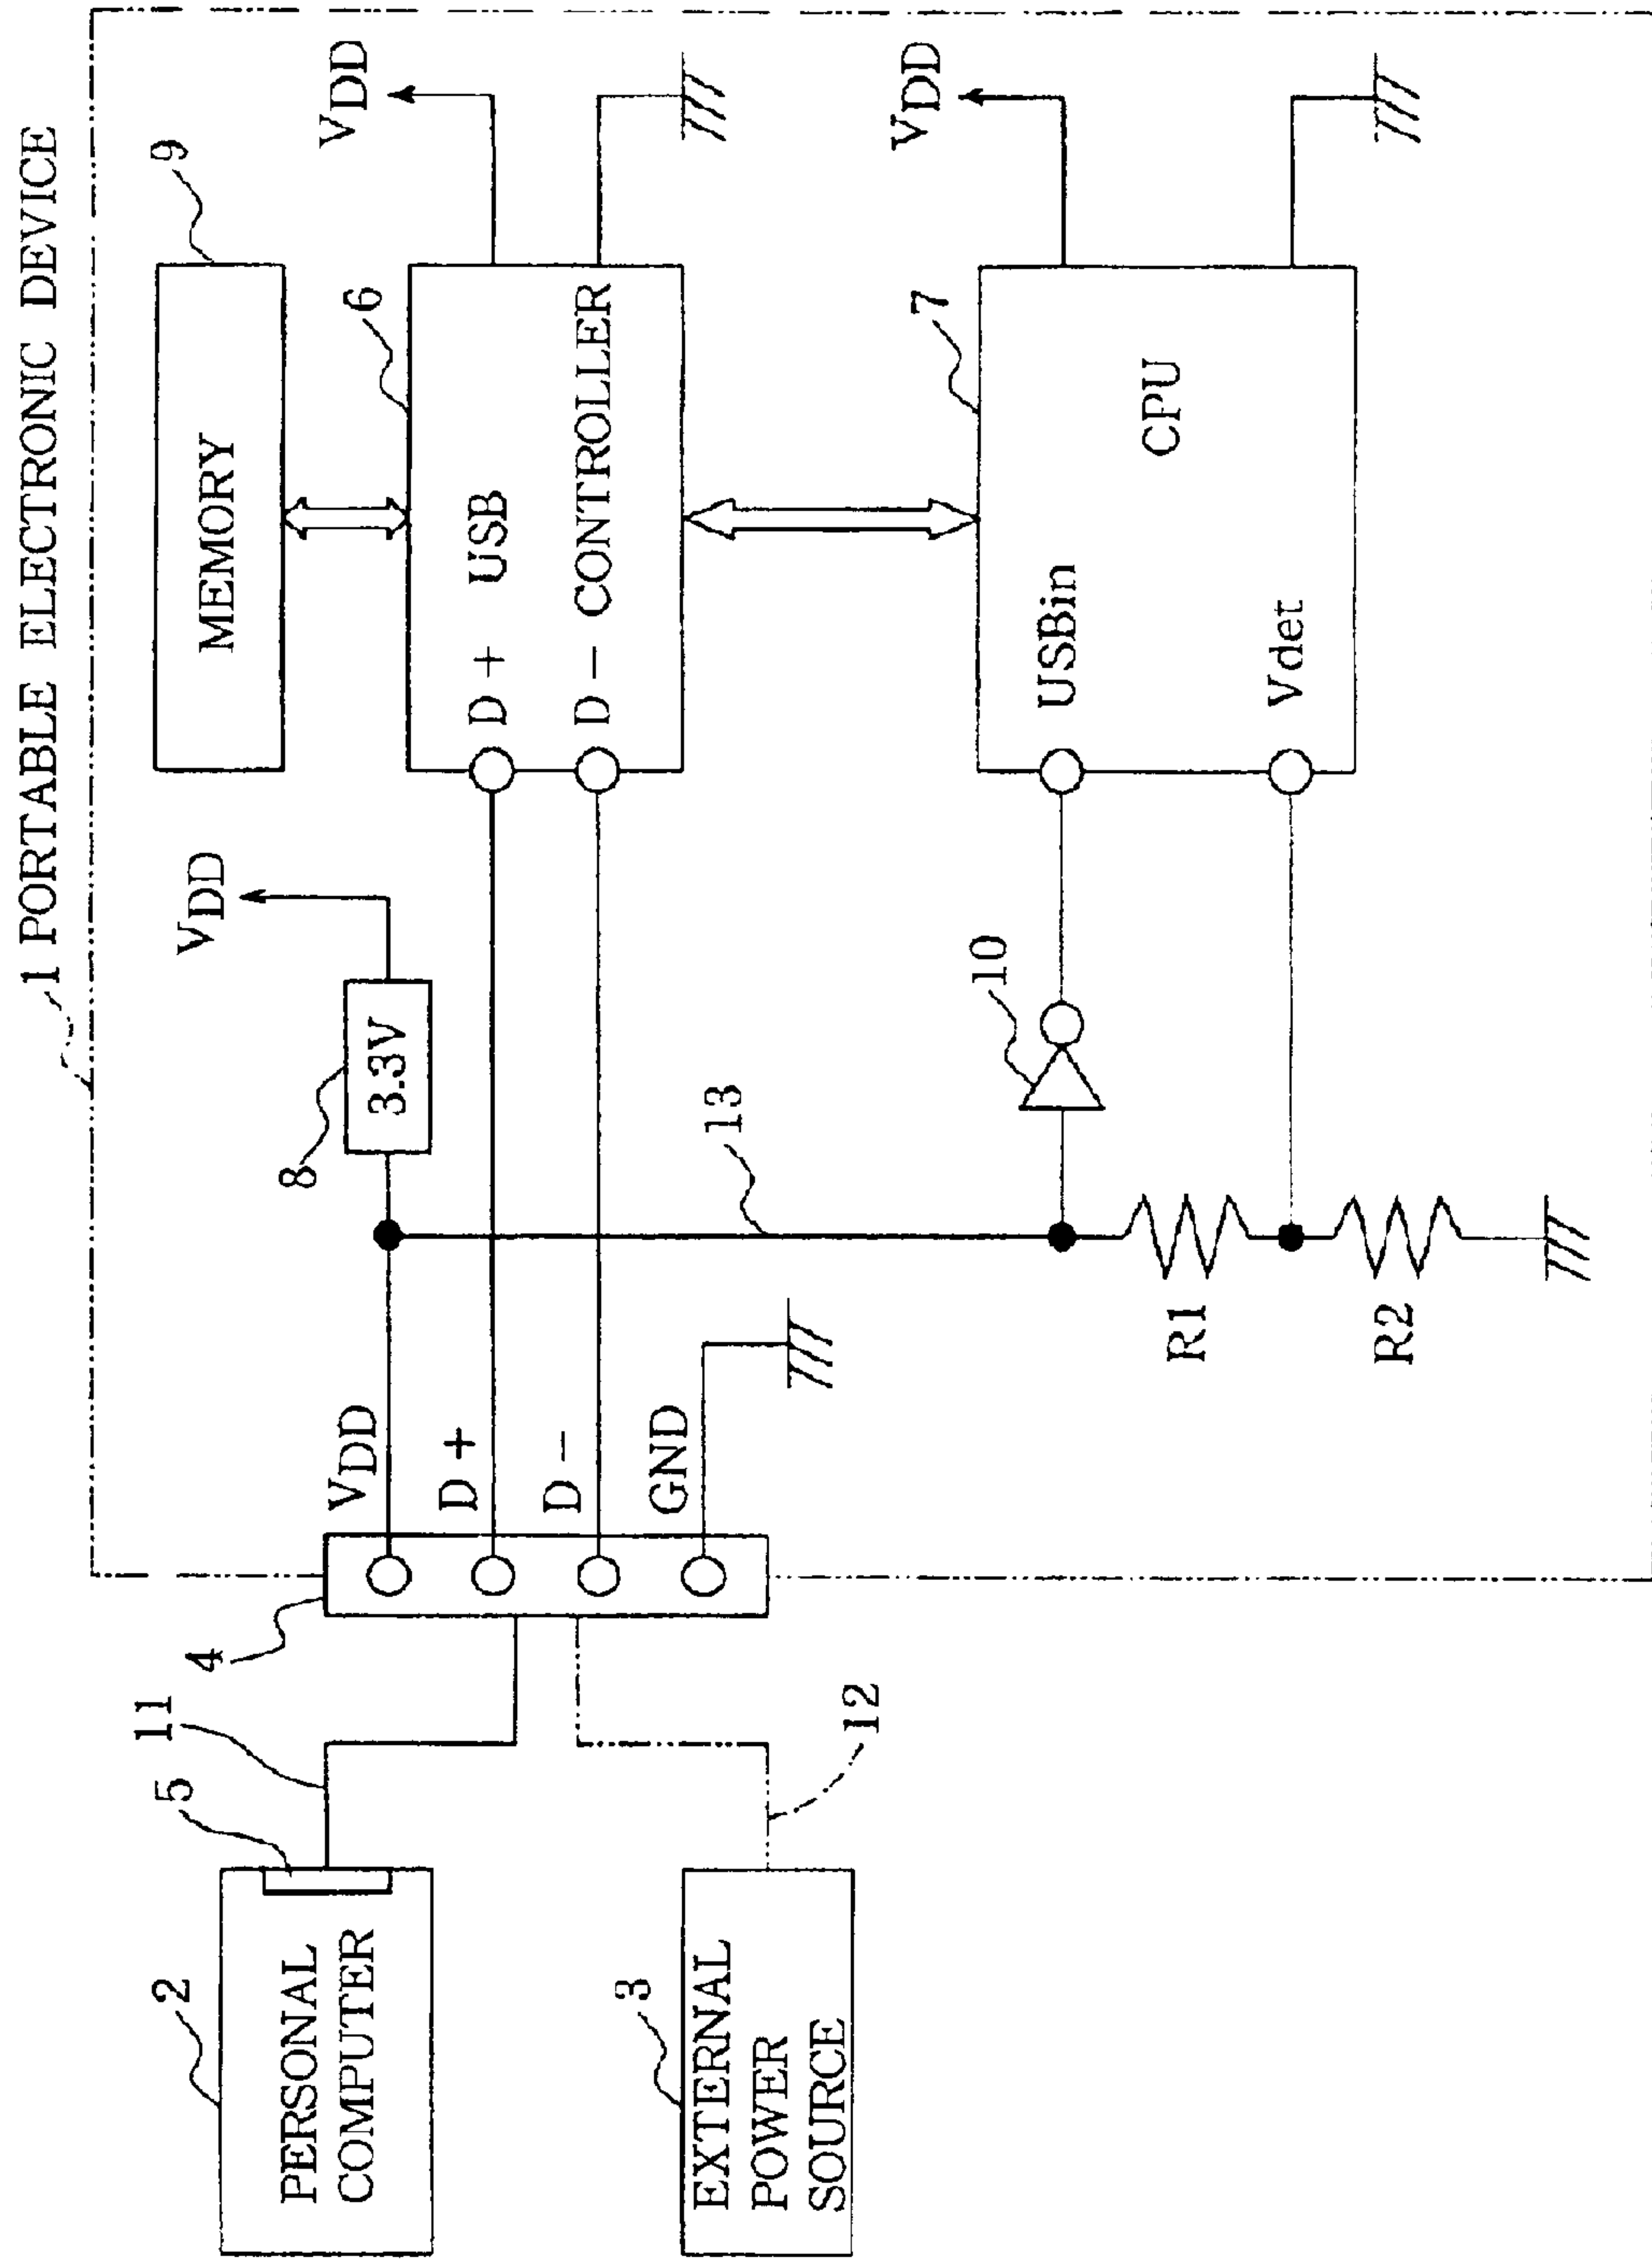 1 PORTABLE ELECTRONIC DEVICE
2
PERSONAL
COMPUTER
5
11
4
3
EXTERNAL
POWER
SOURCE
12
VDD
D+
D-
GND
8
3.3V
VDD
13
10
R1
R2
9
MEMORY
6
D+ USB
D- CONTROLLER
VDD
7
USBin
CPU
Vdet
VDD